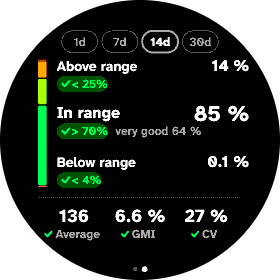 1d 7d 14d 30d
Above range 14 %
✓< 25%
In range 85 %
✓> 70% very good 64 %
Below range 0.1 %
✓< 4%
136 6.6 % 27 %
✓Average ✓GMI ✓CV